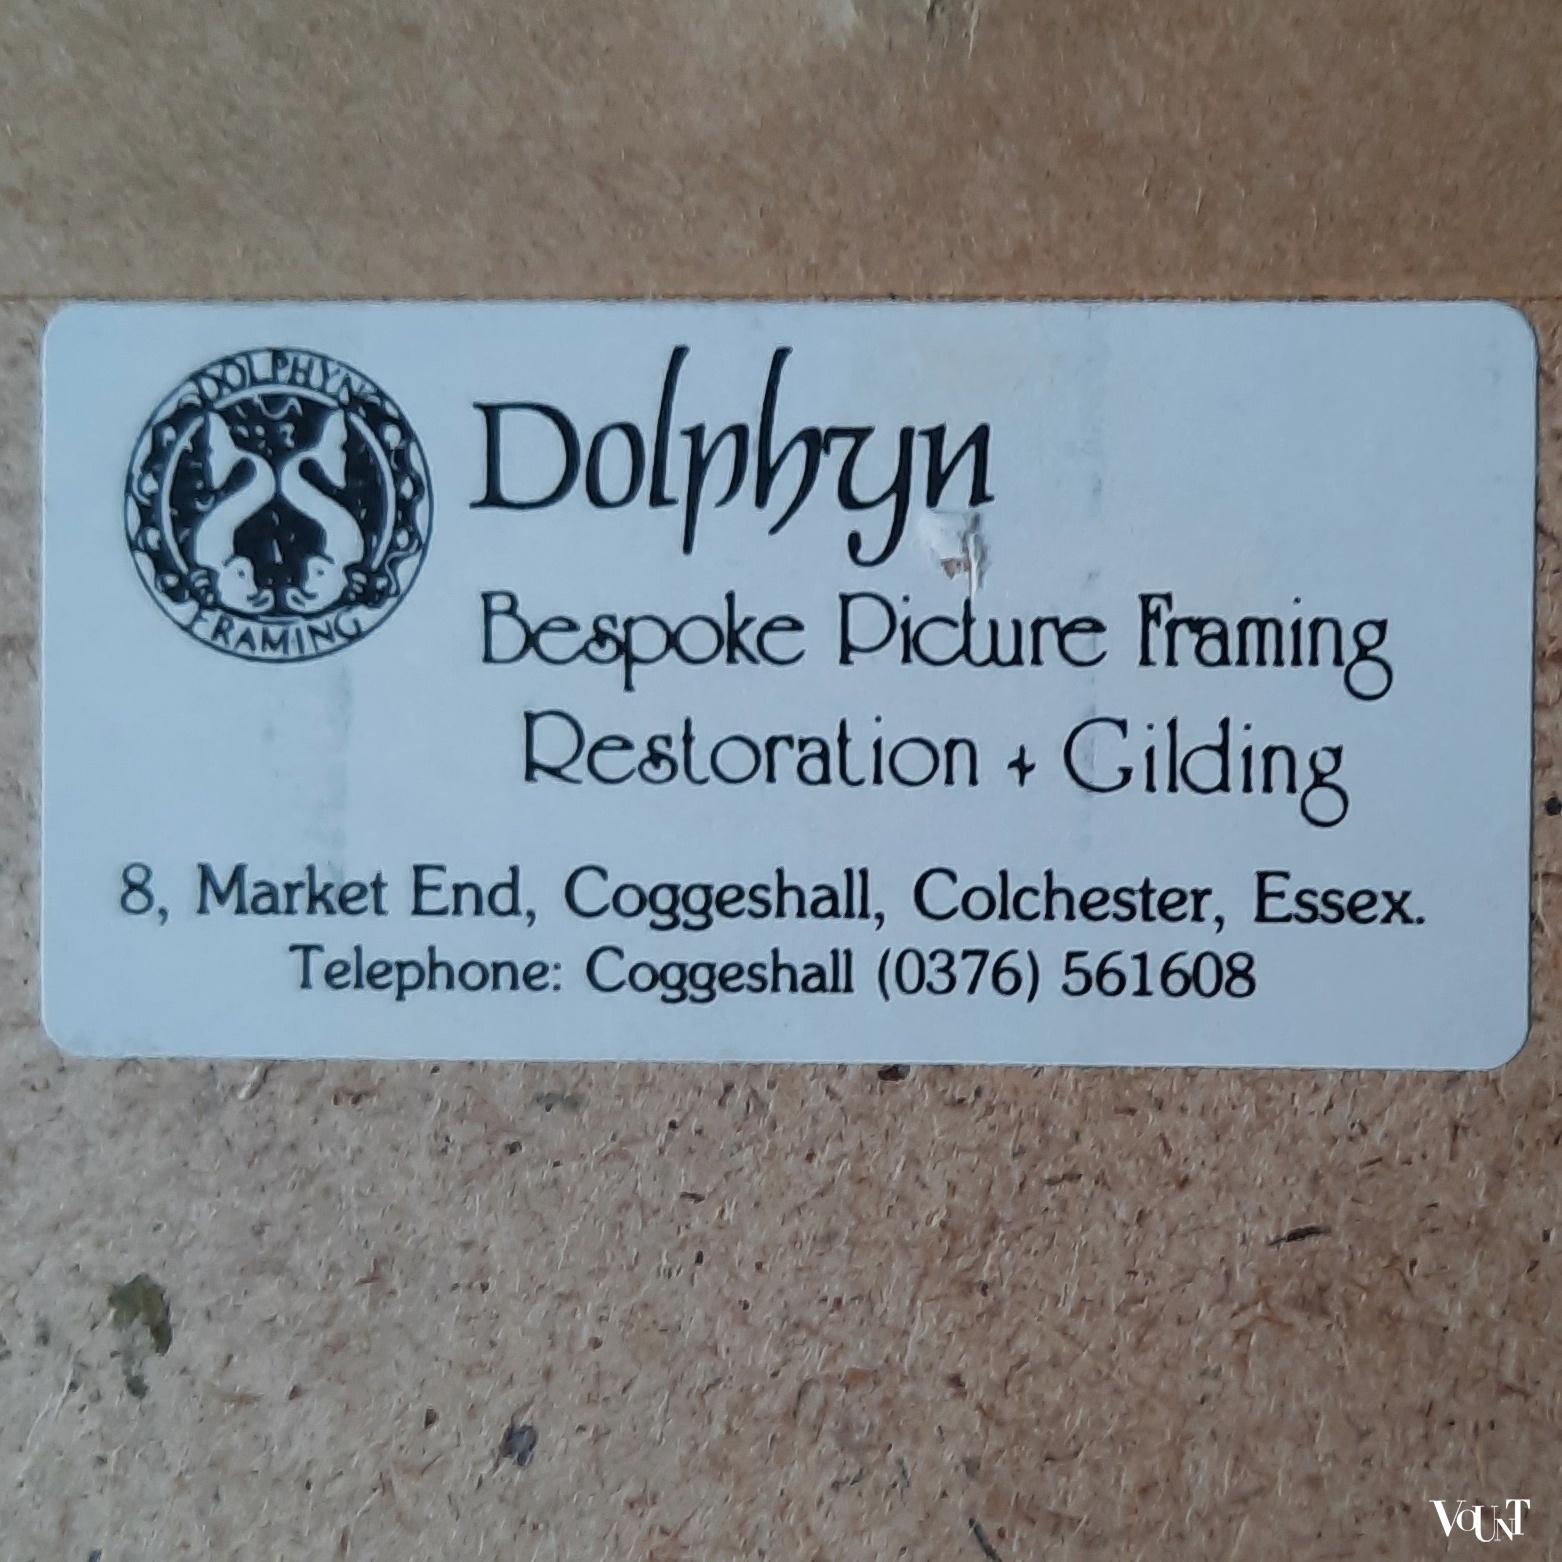 DOLPHYN
FRAMING
Dolphyn
Bespoke Picture Framing
Restoration + Gilding
8, Market End, Coggeshall, Colchester, Essex.
Telephone: Coggeshall (0376) 561608
VOUNT